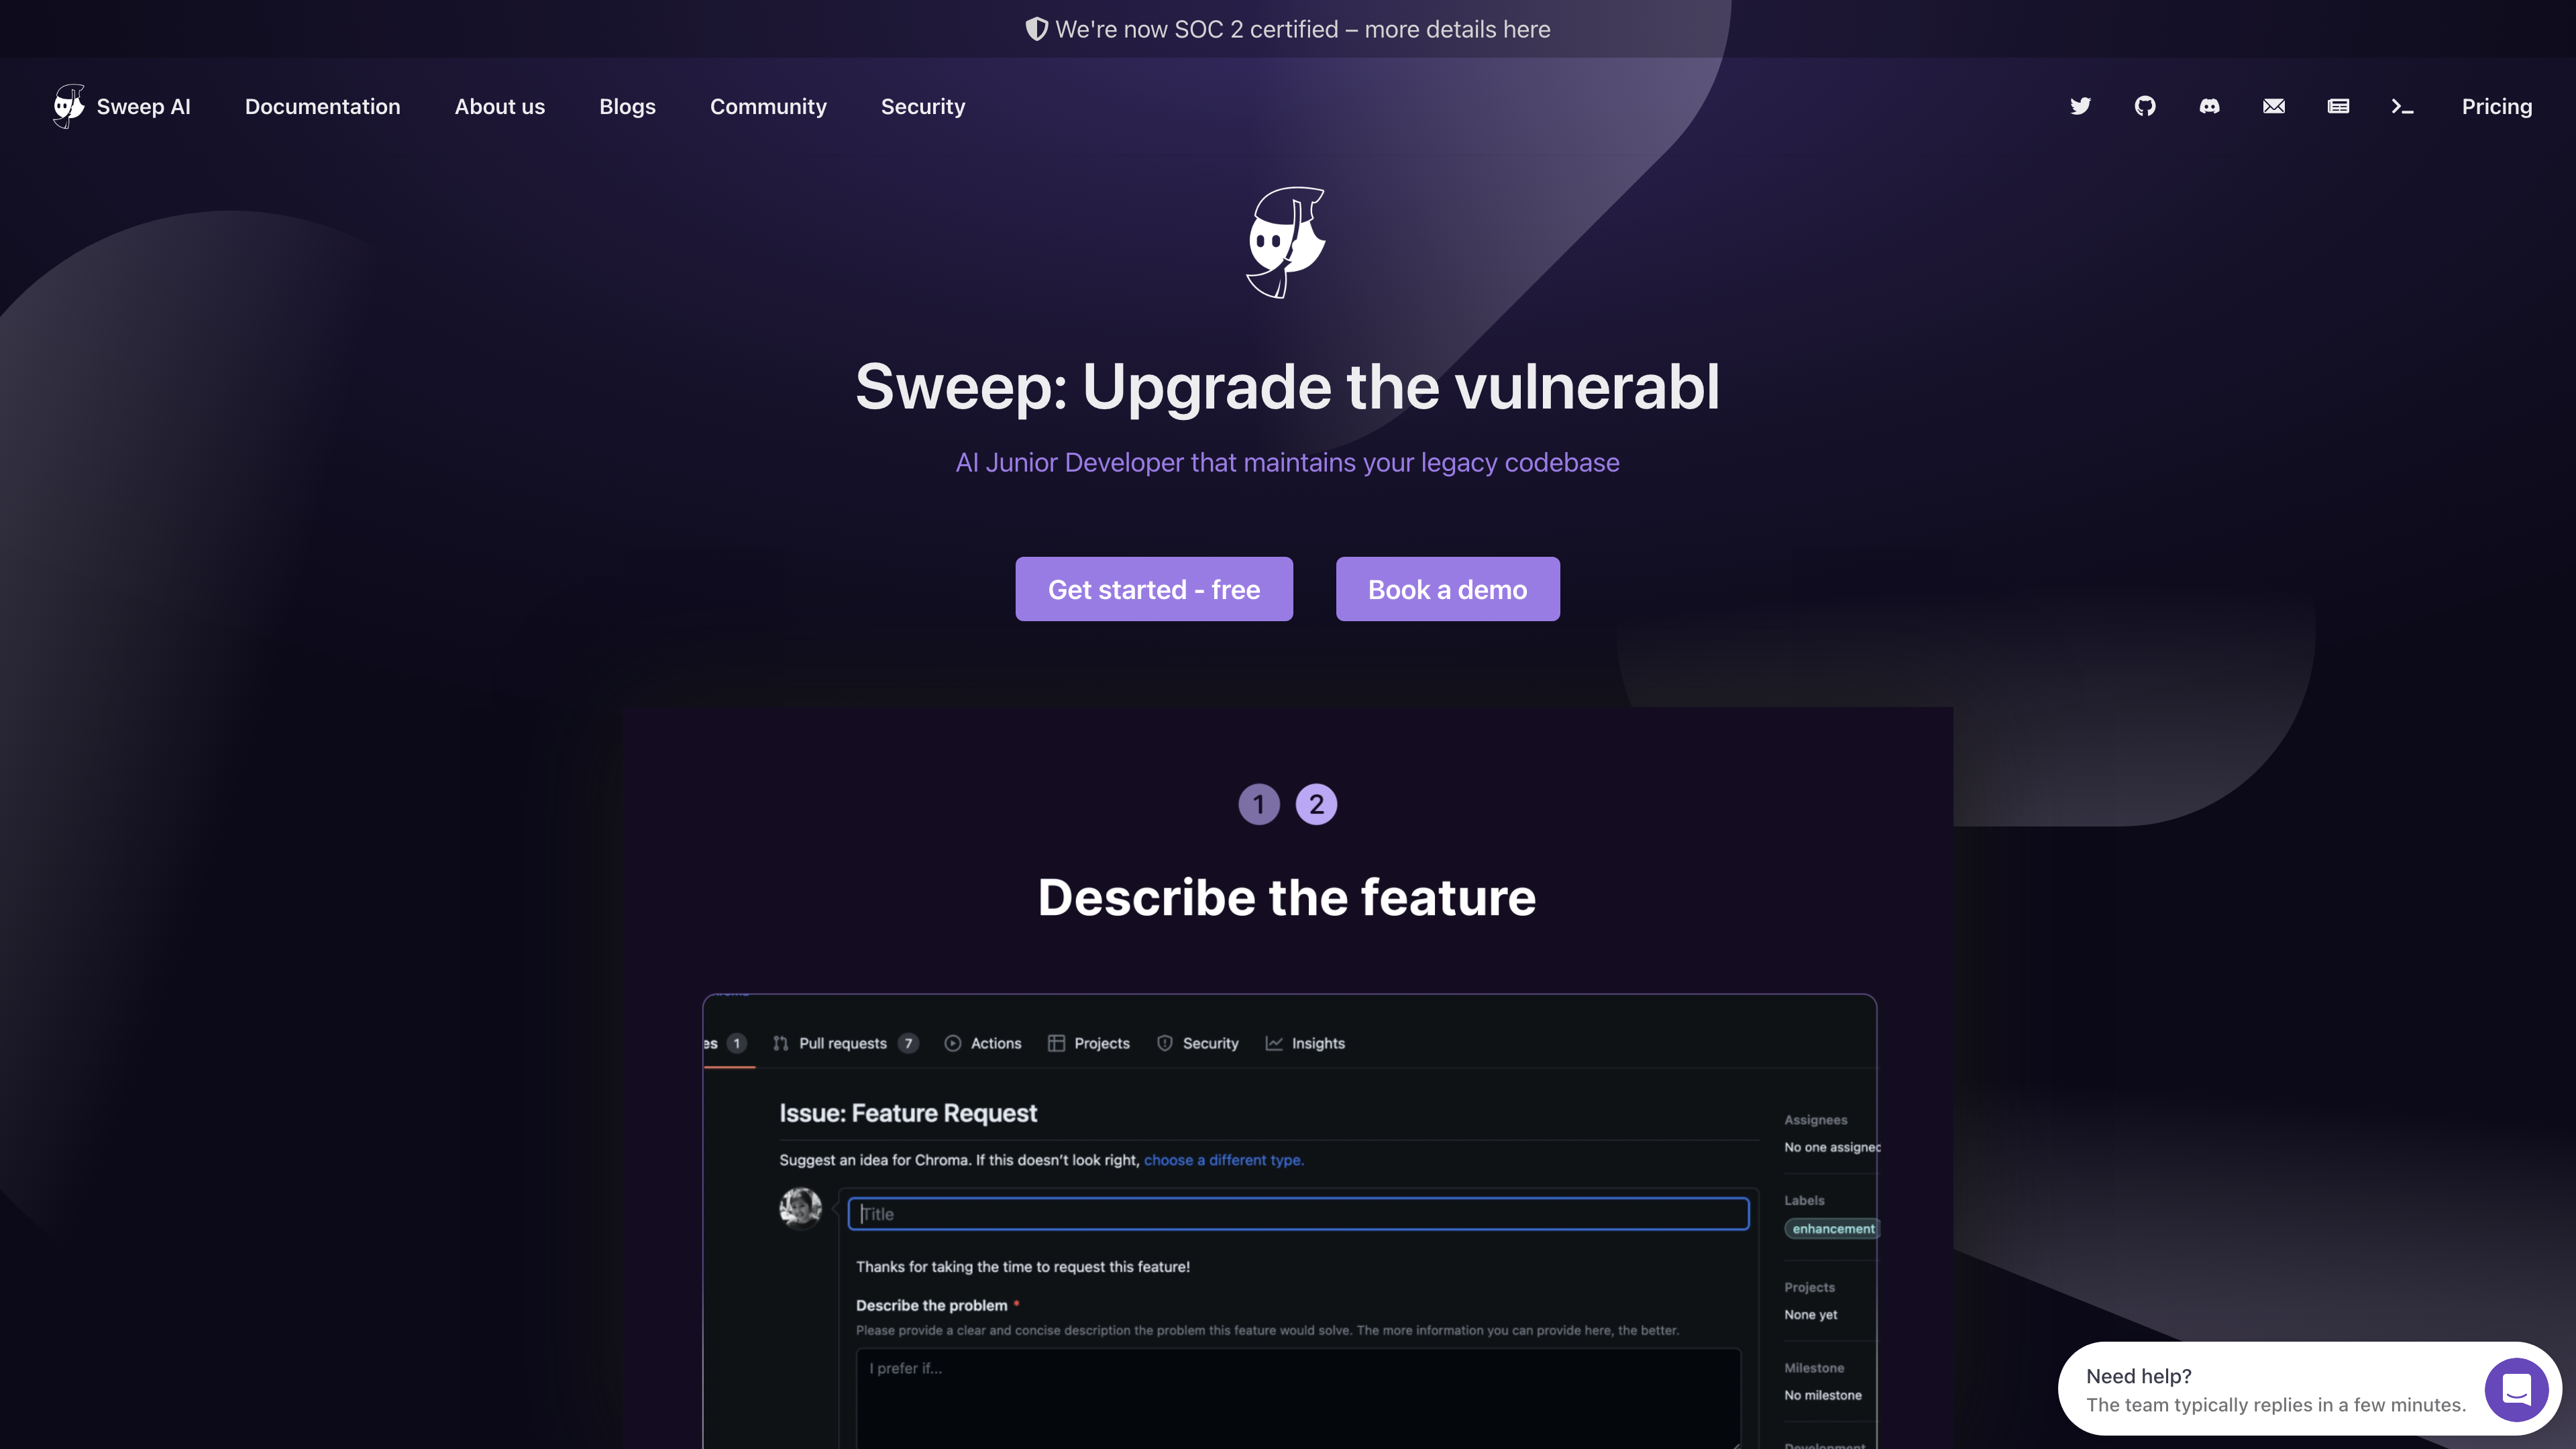 We're now SOC 2 certified – more details here
Sweep AI Documentation About us Blogs Community Security Pricing
Sweep: Upgrade the vulnerabl
AI Junior Developer that maintains your legacy codebase
Get started - free Book a demo
1 2
Describe the feature
es 1 Pull requests 7 Actions Projects Security Insights
Issue: Feature Request
Suggest an idea for Chroma. If this doesn't look right, choose a different type.
Title
Thanks for taking the time to request this feature!
Describe the problem *
Please provide a clear and concise description the problem this feature would solve. The more information you can provide here, the better.
I prefer if...
Assignees
No one assigned
Labels
enhancement
Projects
None yet
Milestone
No milestone
Need help?
The team typically replies in a few minutes.